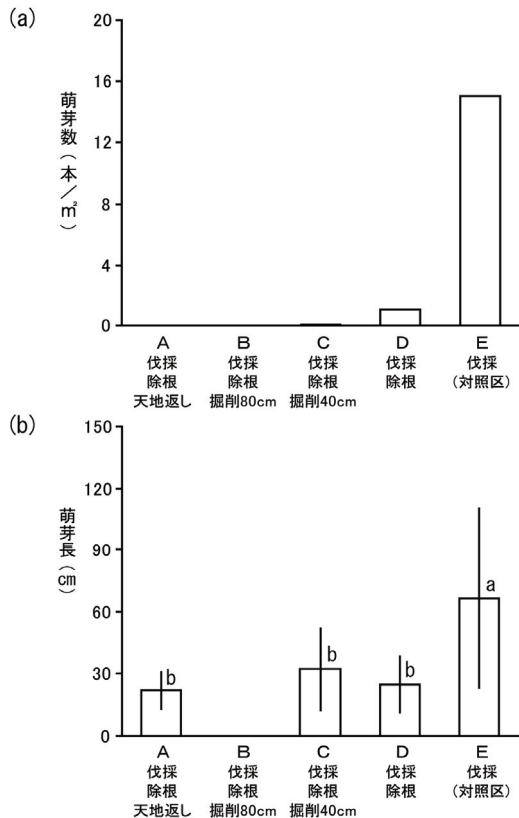 (a)
萌芽数(本/㎡)
20
16
12
8
4
0
A B C D E
伐採 伐採 伐採 伐採 伐採
除根 除根 除根 除根 (対照区)
天地返し 掘削80cm 掘削40cm
(b)
萌芽長(㎝)
150
120
90
60
30
0
b b b a
A B C D E
伐採 伐採 伐採 伐採 伐採
除根 除根 除根 除根 (対照区)
天地返し 掘削80cm 掘削40cm